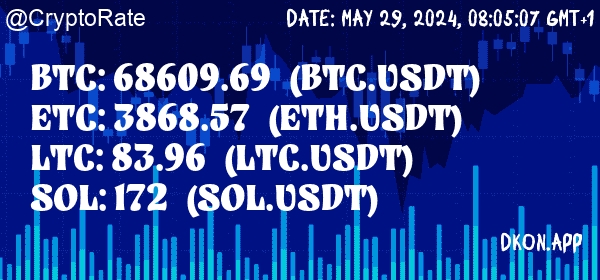 @CryptoRate
DATE: MAY 29, 2024, 08:05:07 GMT+1
BTC: 68609.69 (BTC.USDT)
ETC: 3868.57 (ETH.USDT)
LTC: 83.96 (LTC.USDT)
SOL: 172 (SOL.USDT)
DKON.APP